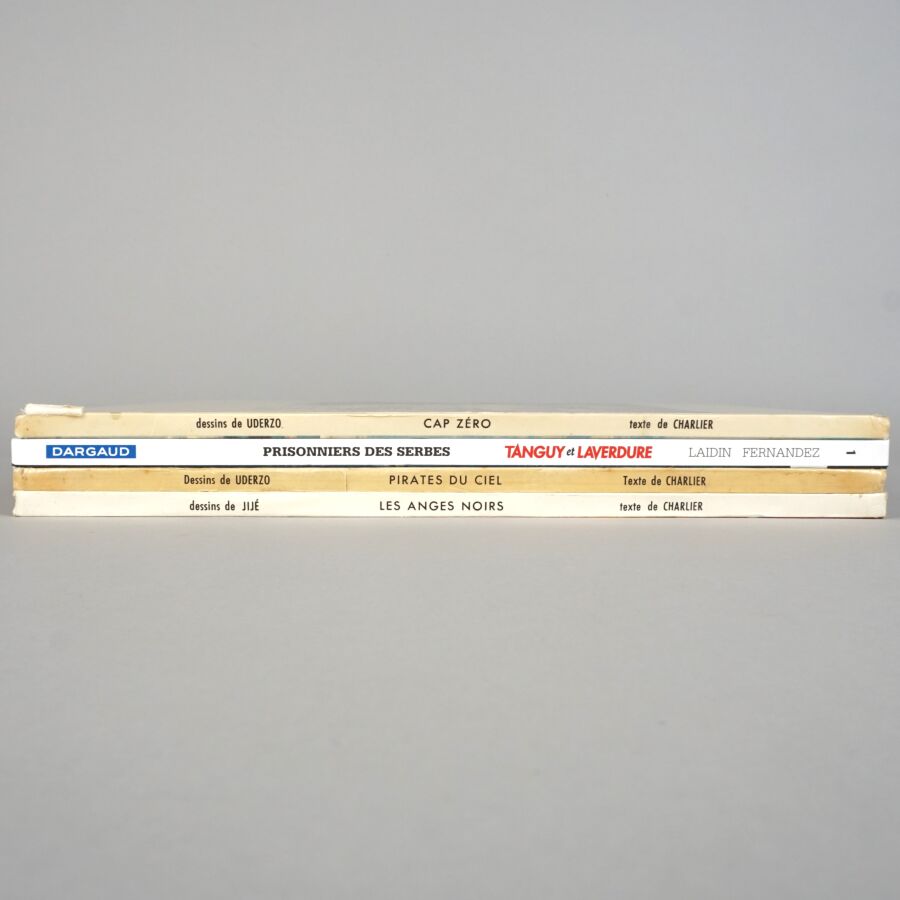 dessins de UDERZO CAP ZÉRO texte de CHARLIER
DARGAUD PRISONNIERS DES SERBES TANGUY et LAVERDURE LAIDIN FERNANDEZ 1
Dessins de UDERZO PIRATES DU CIEL Texte de CHARLIER
dessins de JIJÉ LES ANGES NOIRS texte de CHARLIER